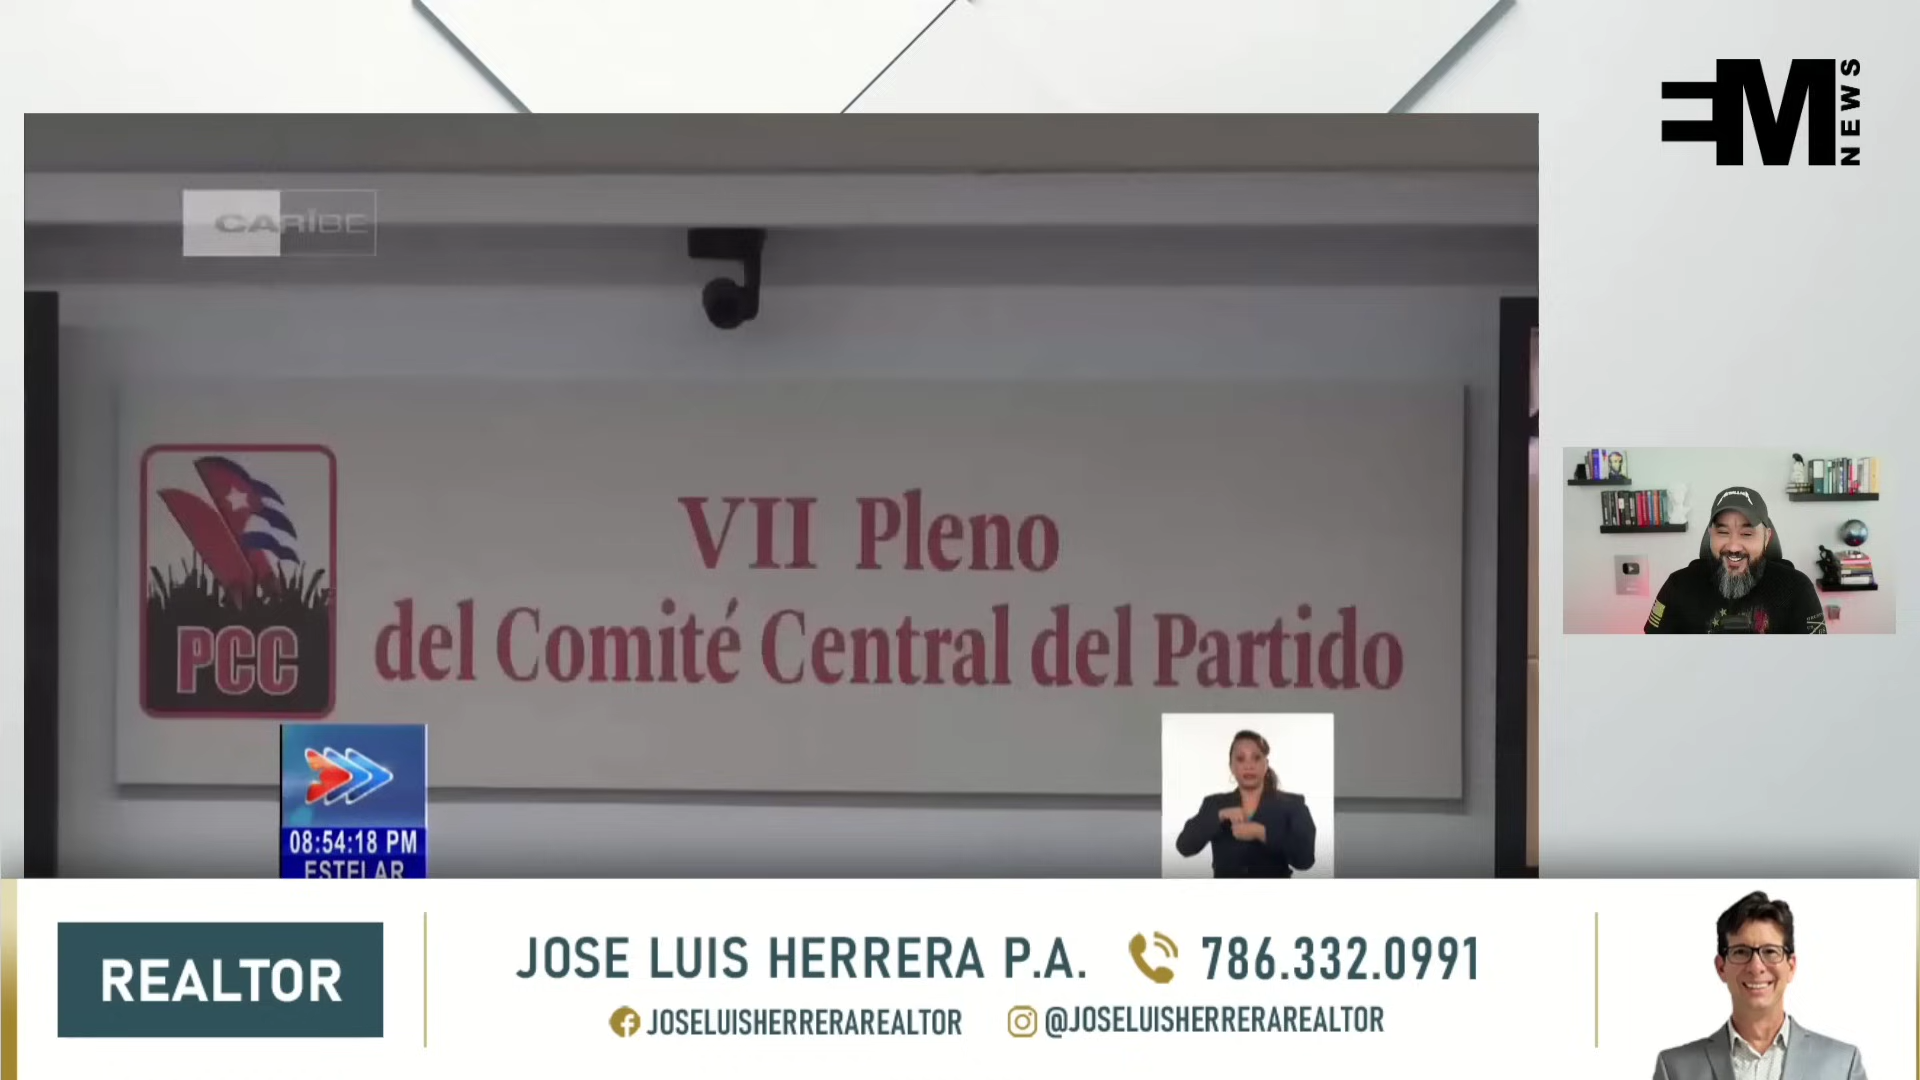 EM
NEWS
CARIBE
VII Pleno
del Comité Central del Partido
PCC
08:54:18 PM
ESTELAR
REALTOR
JOSE LUIS HERRERA P.A.
786.332.0991
JOSELUISHERRERAREALTOR
@JOSELUISHERRERAREALTOR